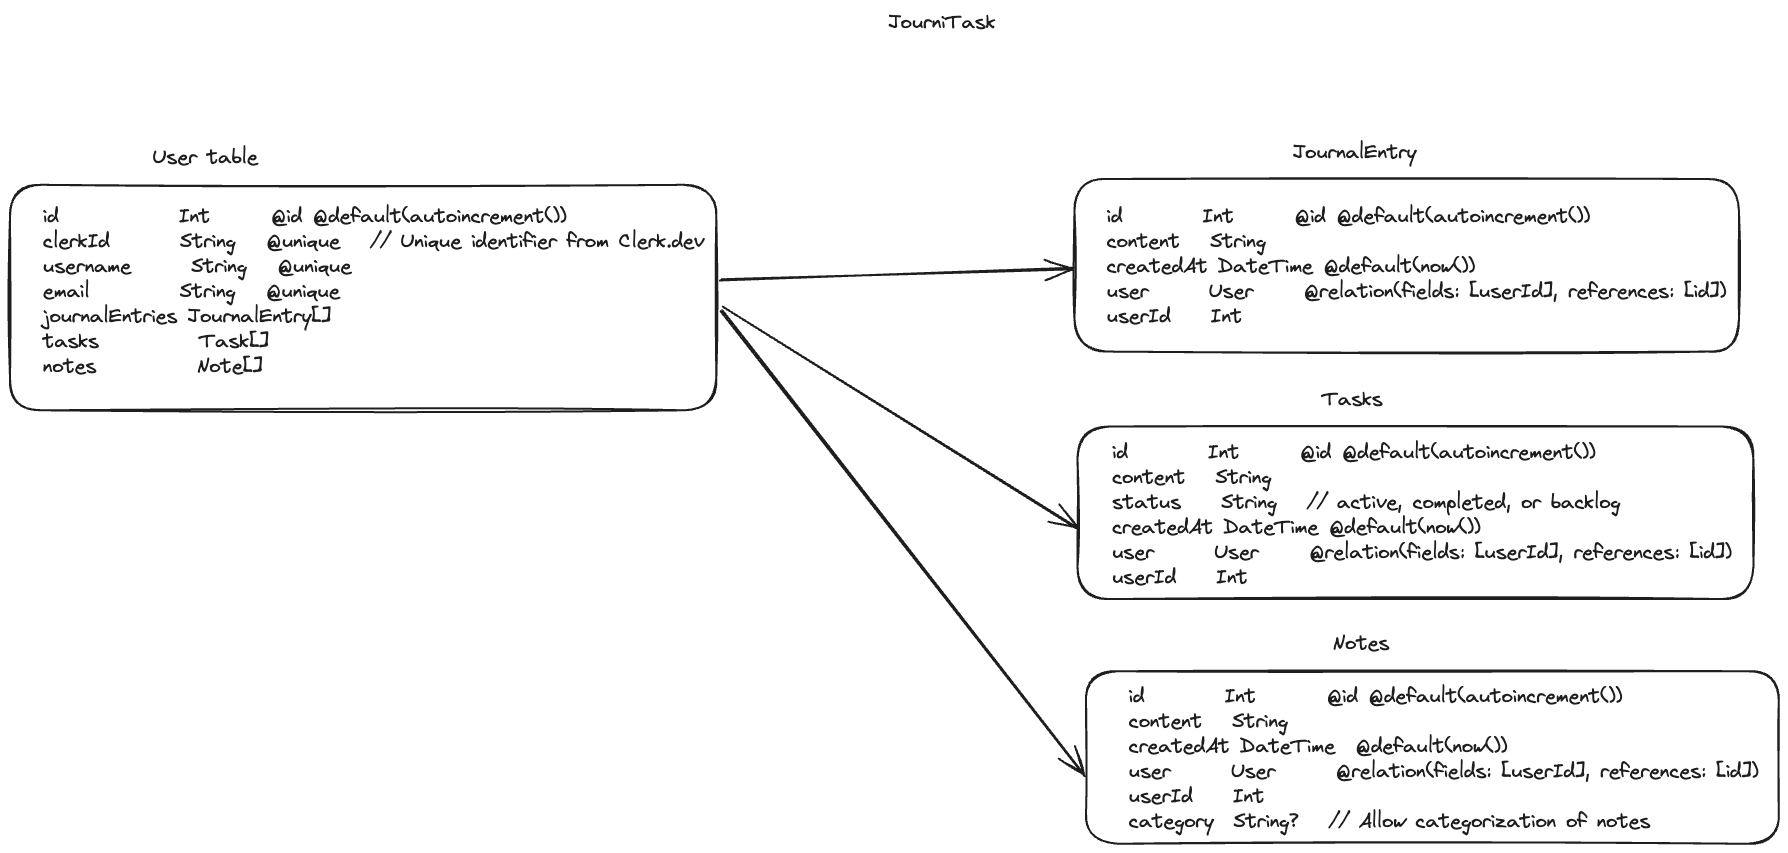 JourniTask
User table
id Int @id @default(autoincrement())
clerkId String @unique // Unique identifier from Clerk.dev
username String @unique
email String @unique
journalEntries JournalEntry[]
tasks Task[]
notes Note[]
JournalEntry
id Int @id @default(autoincrement())
content String
createdAt DateTime @default(now())
user User @relation(fields: [userId], references: [id])
userId Int
Tasks
id Int @id @default(autoincrement())
content String
status String // active, completed, or backlog
createdAt DateTime @default(now())
user User @relation(fields: [userId], references: [id])
userId Int
Notes
id Int @id @default(autoincrement())
content String
createdAt DateTime @default(now())
user User @relation(fields: [userId], references: [id])
userId Int
category String? // Allow categorization of notes